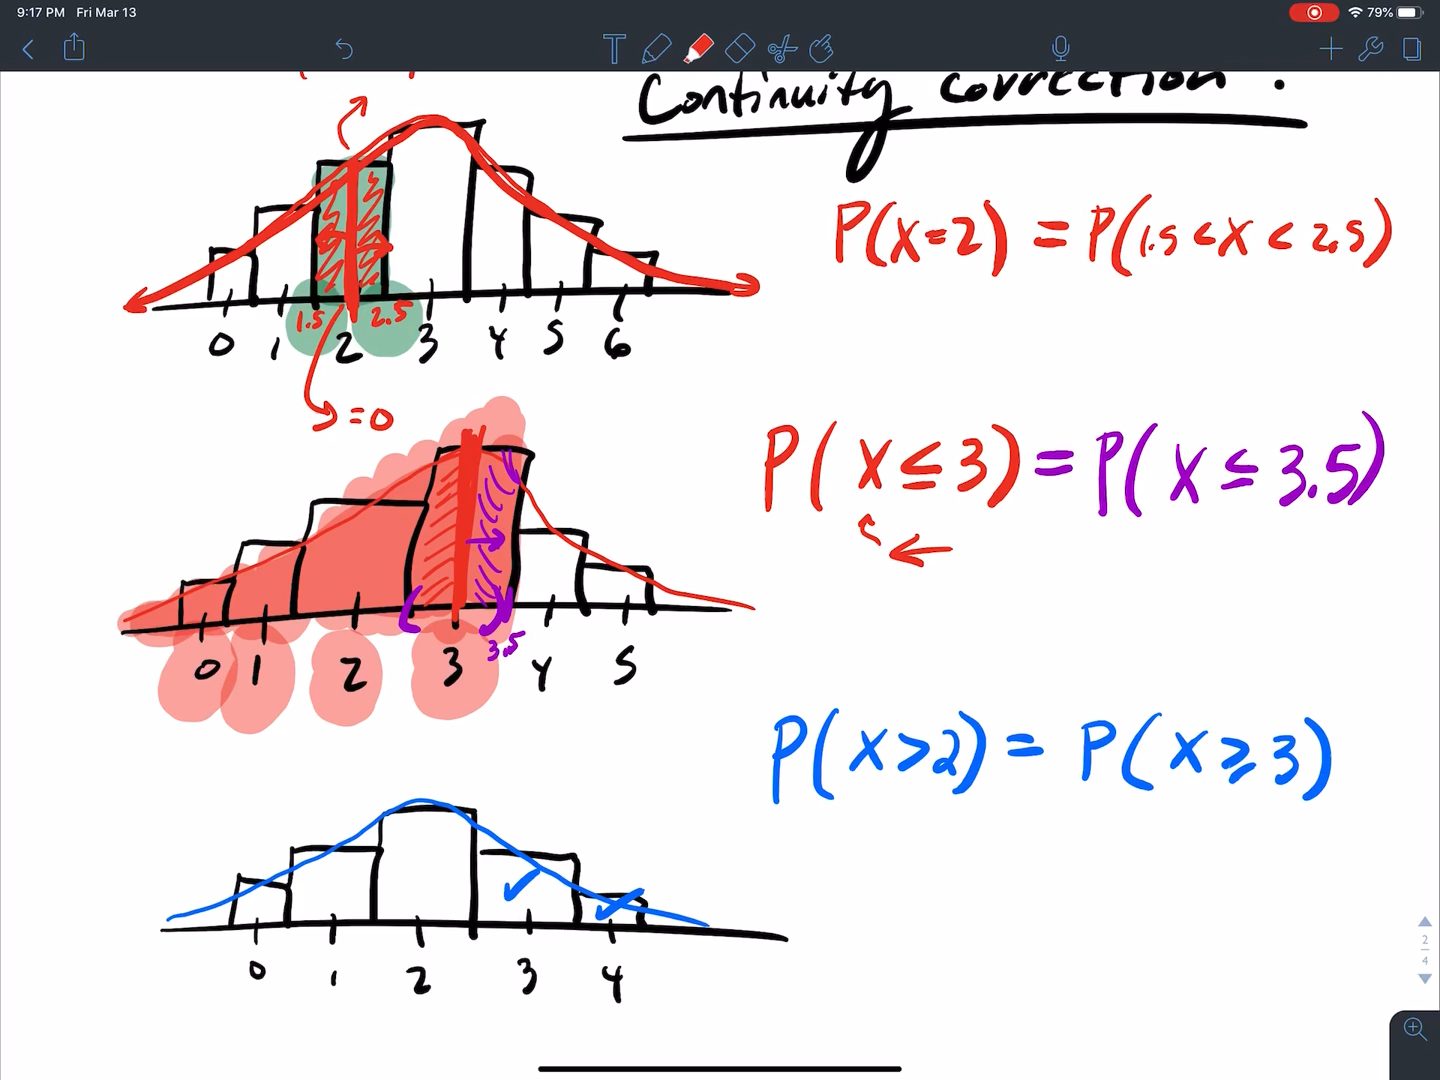 9:17 PM Fri Mar 13
79%
T
Continuity correction.
P(X=2) = P(1.5 < X < 2.5)
1.5 2.5
0 1 2 3 4 5 6
=0
P(X≤3) = P(X ≤ 3.5)
3.5
0 1 2 3 4 5
P(X>2) = P(X≥3)
0 1 2 3 4
2
4